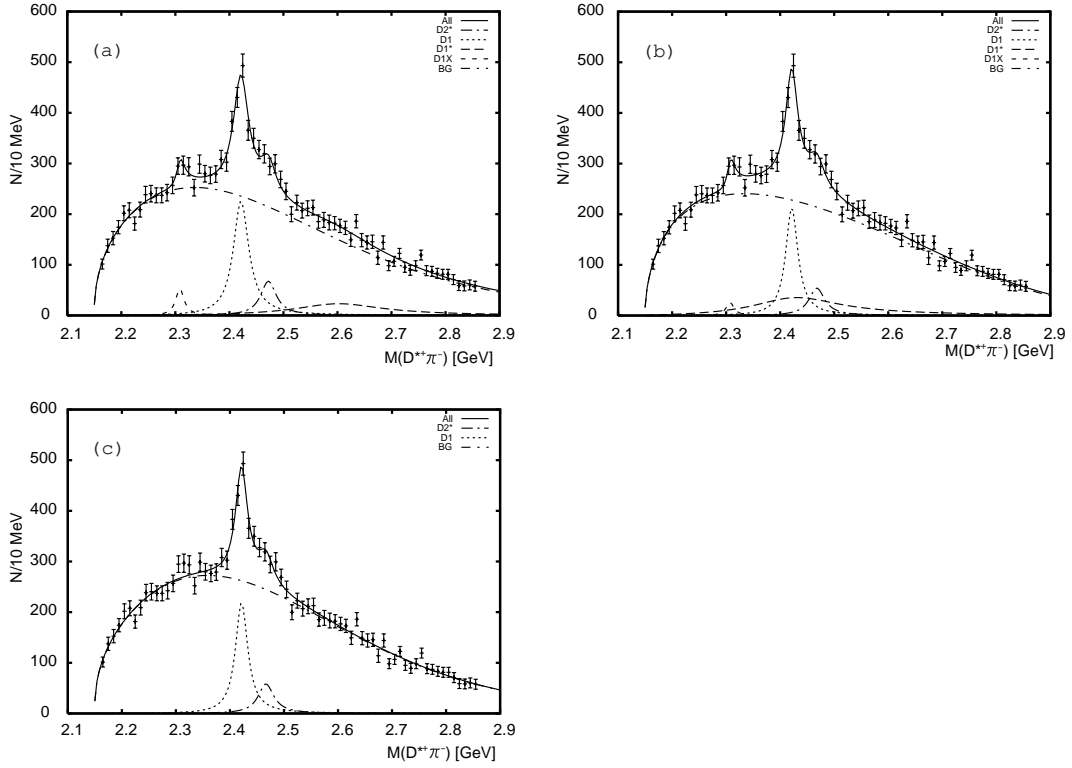 (a)
All
D2*
D1
D1*
D1X
BG
N/10 MeV
600
500
400
300
200
100
0
2.1 2.2 2.3 2.4 2.5 2.6 2.7 2.8 2.9
M(D*+π−) [GeV]
(b)
All
D2*
D1
D1*
D1X
BG
N/10 MeV
600
500
400
300
200
100
0
2.1 2.2 2.3 2.4 2.5 2.6 2.7 2.8 2.9
M(D*+π−) [GeV]
(c)
All
D2*
D1
BG
N/10 MeV
600
500
400
300
200
100
0
2.1 2.2 2.3 2.4 2.5 2.6 2.7 2.8 2.9
M(D*+π−) [GeV]